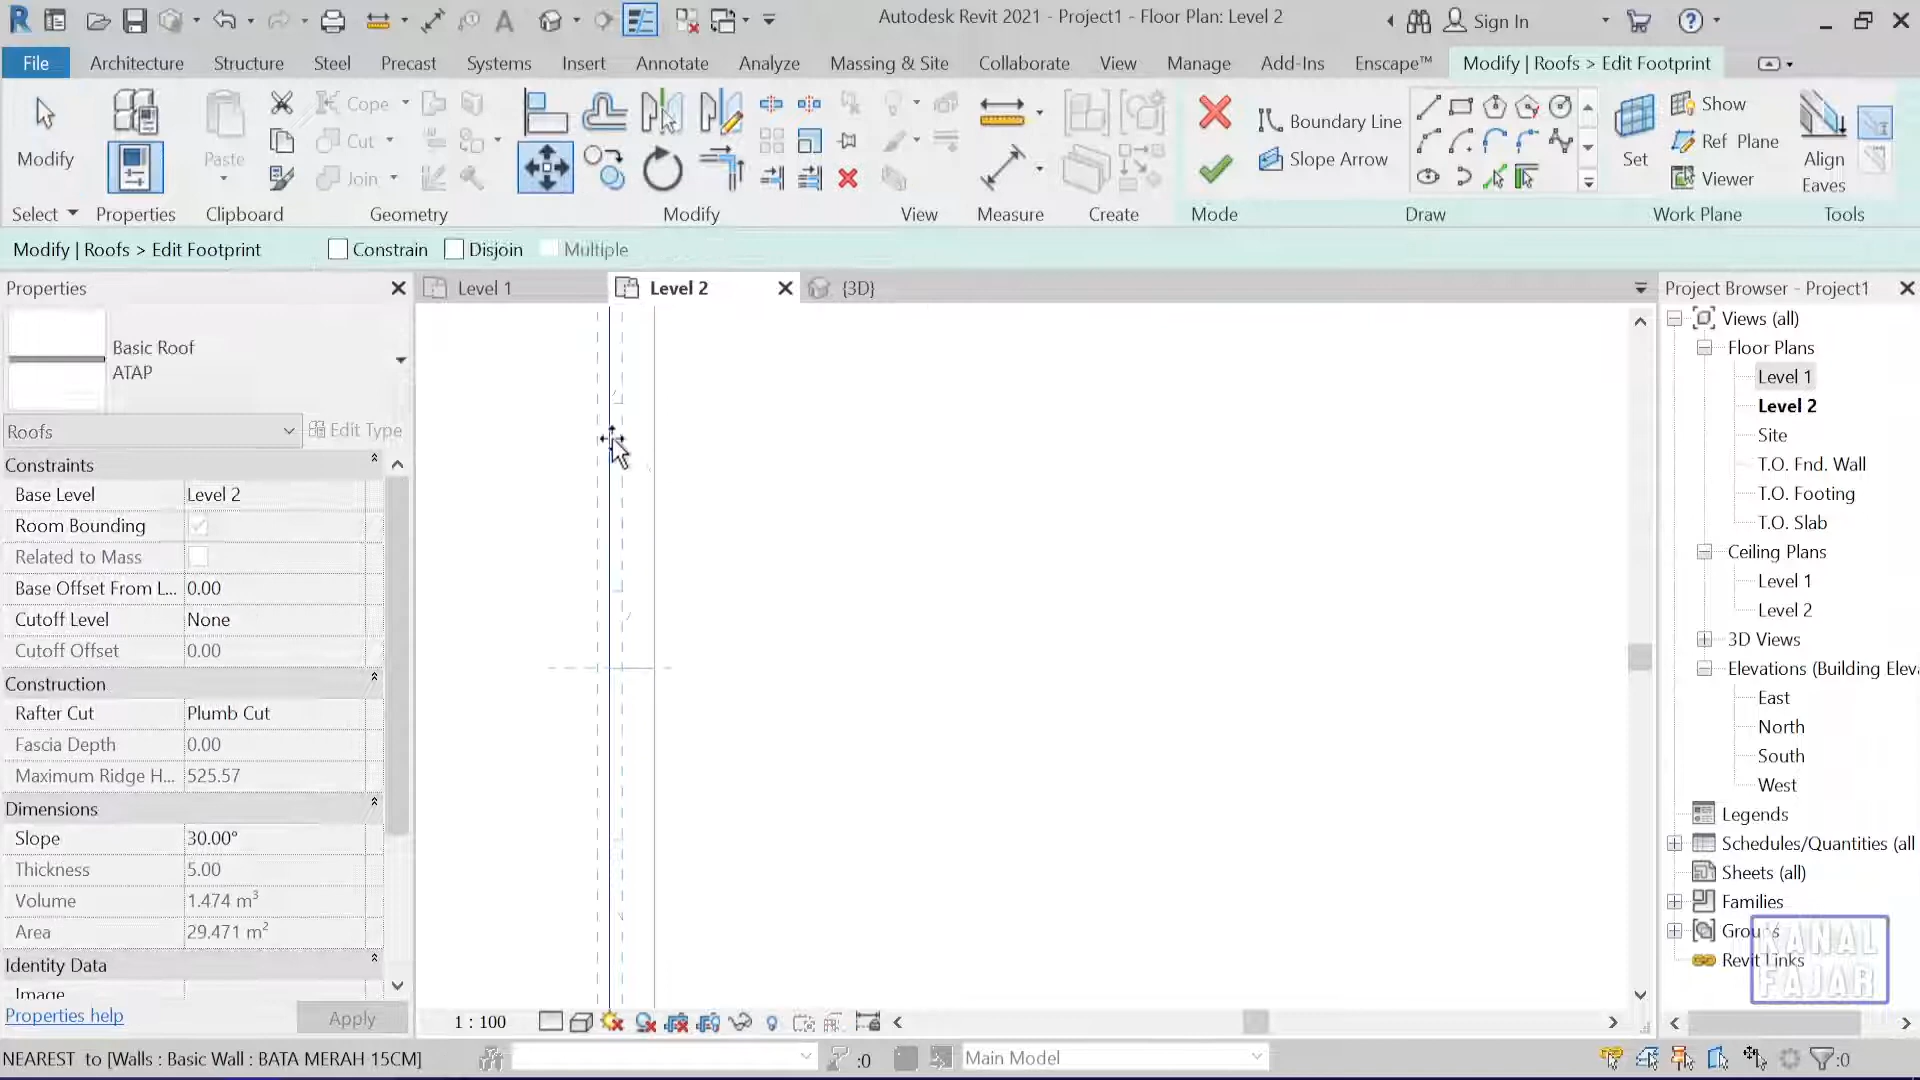 Autodesk Revit 2021 - Project1 - Floor Plan: Level 2
Sign In
File
Architecture
Structure
Steel
Precast
Systems
Insert
Annotate
Analyze
Massing & Site
Collaborate
View
Manage
Add-Ins
Enscape™
Modify | Roofs > Edit Footprint
Modify
Paste
Cope
Cut
Join
Boundary Line
Slope Arrow
Set
Show
Ref Plane
Viewer
Align
Eaves
Select
Properties
Clipboard
Geometry
Modify
View
Measure
Create
Mode
Draw
Work Plane
Tools
Modify | Roofs > Edit Footprint
Constrain
Disjoin
Multiple
Properties
Level 1
Level 2
{3D}
Basic Roof
ATAP
Roofs
Edit Type
Constraints
Base Level Level 2
Room Bounding
Related to Mass
Base Offset From L... 0.00
Cutoff Level None
Cutoff Offset 0.00
Construction
Rafter Cut Plumb Cut
Fascia Depth 0.00
Maximum Ridge H... 525.57
Dimensions
Slope 30.00°
Thickness 5.00
Volume 1.474 m³
Area 29.471 m²
Identity Data
Image
Properties help
Apply
Project Browser - Project1
Views (all)
Floor Plans
Level 1
Level 2
Site
T.O. Fnd. Wall
T.O. Footing
T.O. Slab
Ceiling Plans
Level 1
Level 2
3D Views
Elevations (Building Elev
East
North
South
West
Legends
Schedules/Quantities (all
Sheets (all)
Families
Groups
Revit Links
KANAL
FAJAR
1 : 100
NEAREST to [Walls : Basic Wall : BATA MERAH 15CM]
:0
Main Model
:0